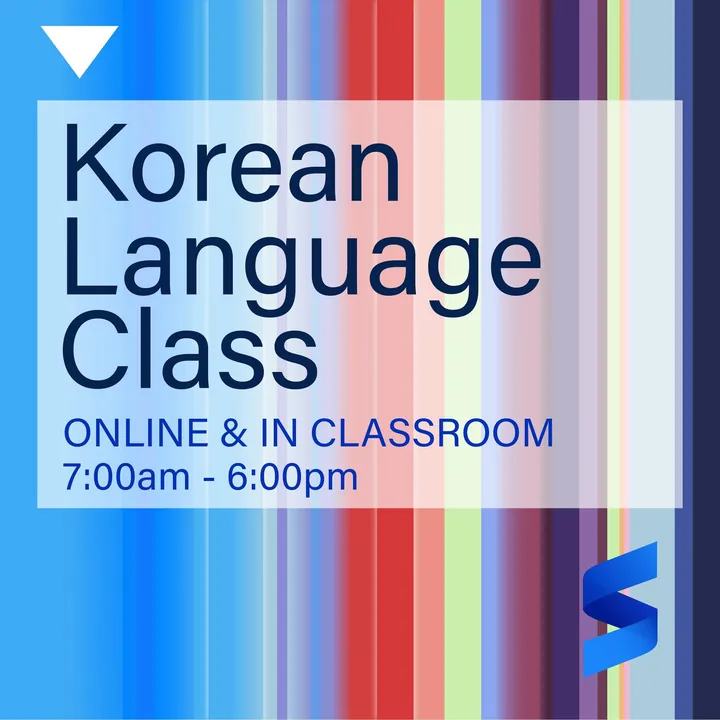 Korean
Language
Class
ONLINE & IN CLASSROOM
7:00am - 6:00pm